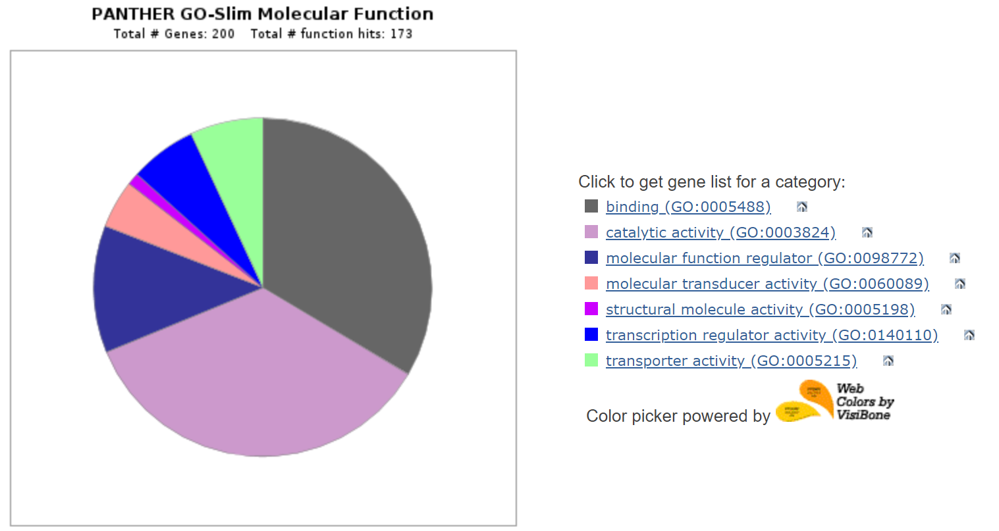 PANTHER GO-Slim Molecular Function
Total # Genes: 200    Total # function hits: 173
Click to get gene list for a category:
binding (GO:0005488)
catalytic activity (GO:0003824)
molecular function regulator (GO:0098772)
molecular transducer activity (GO:0060089)
structural molecule activity (GO:0005198)
transcription regulator activity (GO:0140110)
transporter activity (GO:0005215)
Color picker powered by
Web
Colors by
VisiBone